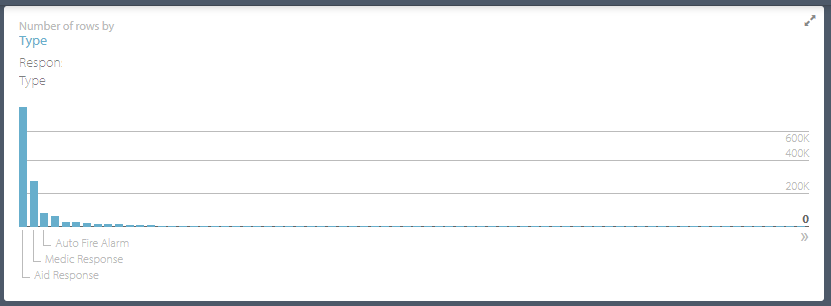 Number of rows by
Type
Respon
Type
600K
400K
200K
0
»
Auto Fire Alarm
Medic Response
Aid Response